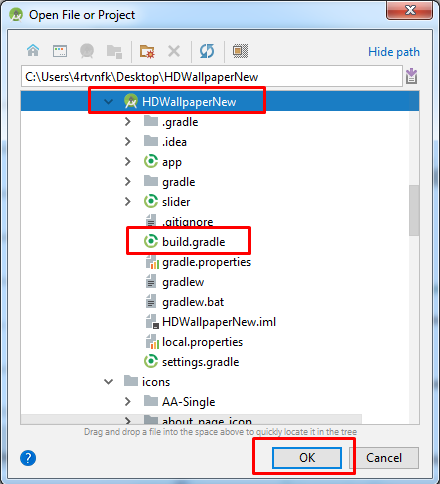 Open File or Project
Hide path
C:\Users\4rtvnfk\Desktop\HDWallpaperNew
HDWallpaperNew
.gradle
.idea
app
gradle
slider
.gitignore
build.gradle
gradle.properties
gradlew
gradlew.bat
HDWallpaperNew.iml
local.properties
settings.gradle
icons
AA-Single
about_page_icon
Drag and drop a file into the space above to quickly locate it in the tree
?
OK
Cancel